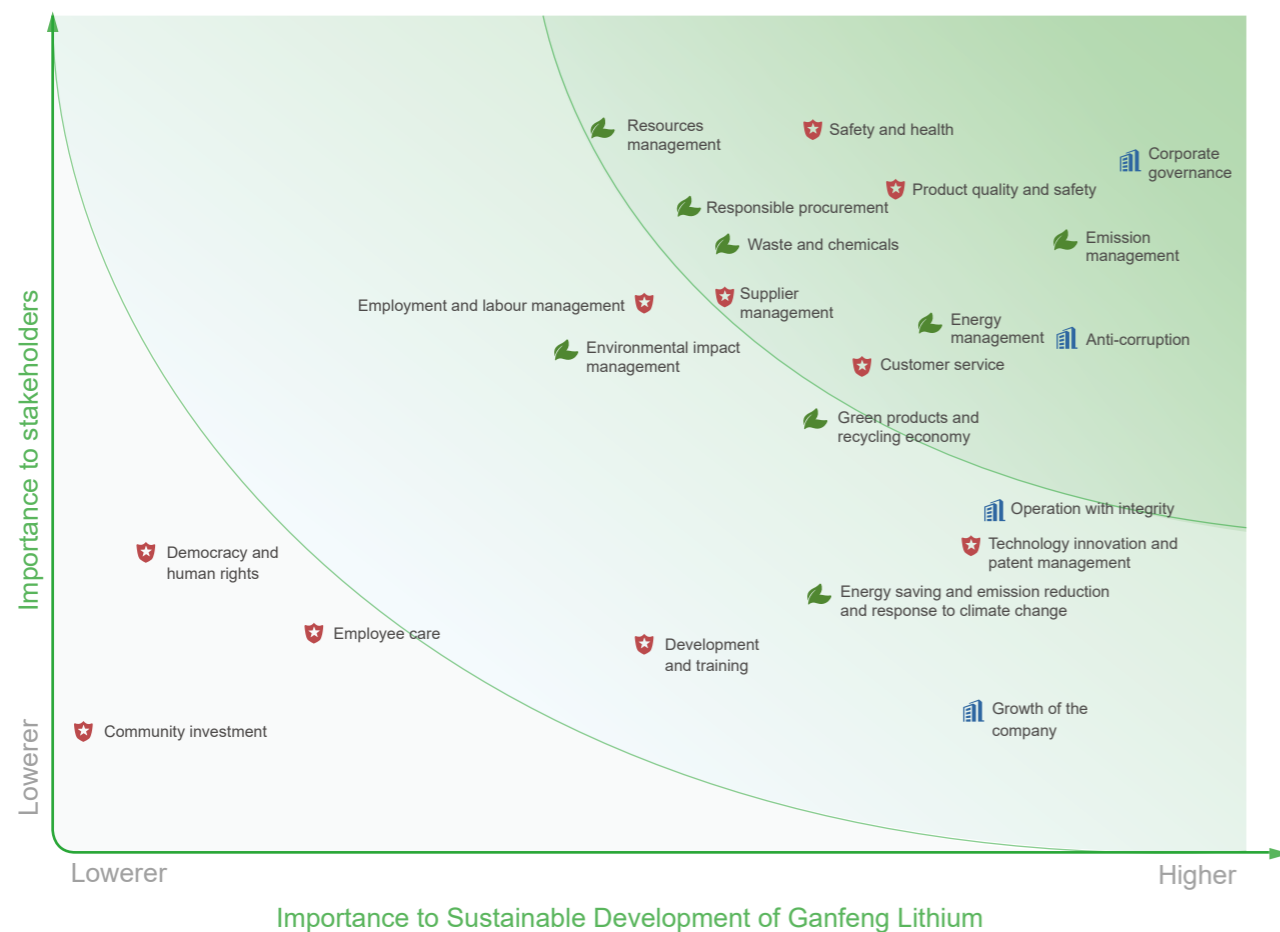 Importance to stakeholders
Lowerer
Resources
management
Safety and health
Corporate
governance
Product quality and safety
Responsible procurement
Waste and chemicals
Emission
management
Employment and labour management
Supplier
management
Energy
management
Anti-corruption
Environmental impact
management
Customer service
Green products and
recycling economy
Operation with integrity
Technology innovation and
patent management
Democracy and
human rights
Energy saving and emission reduction
and response to climate change
Employee care
Development
and training
Growth of the
company
Community investment
Lowerer
Higher
Importance to Sustainable Development of Ganfeng Lithium